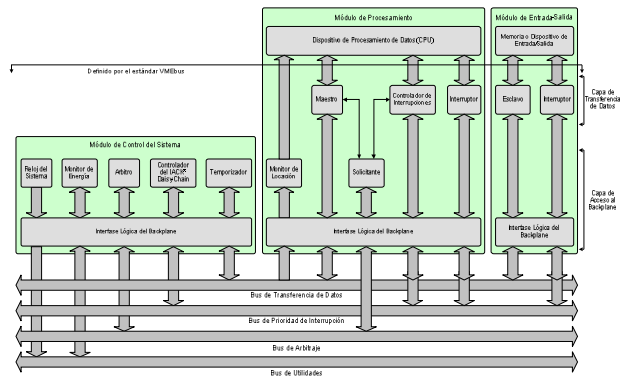 Módulo de Procesamiento
Módulo de Entrada-Salida
Dispositivo de Procesamiento de Datos (CPU)
Memoria o Dispositivo de
Entrada/Salida
Definido por el estándar VMEbus
Maestro
Controlador de
Interrupciones
Interruptor
Esclavo
Interruptor
Capa de
Transferencia
de Datos
Módulo de Control del Sistema
Reloj del
Sistema
Monitor de
Energía
Arbitro
Controlador
del IACK*
Daisy Chain
Temporizador
Monitor de
Locación
Solicitante
Capa de
Acceso al
Backplane
Interfase Lógica del Backplane
Interfase Lógica del Backplane
Interfase Lógica del
Backplane
Bus de Transferencia de Datos
Bus de Prioridad de Interrupción
Bus de Arbitraje
Bus de Utilidades